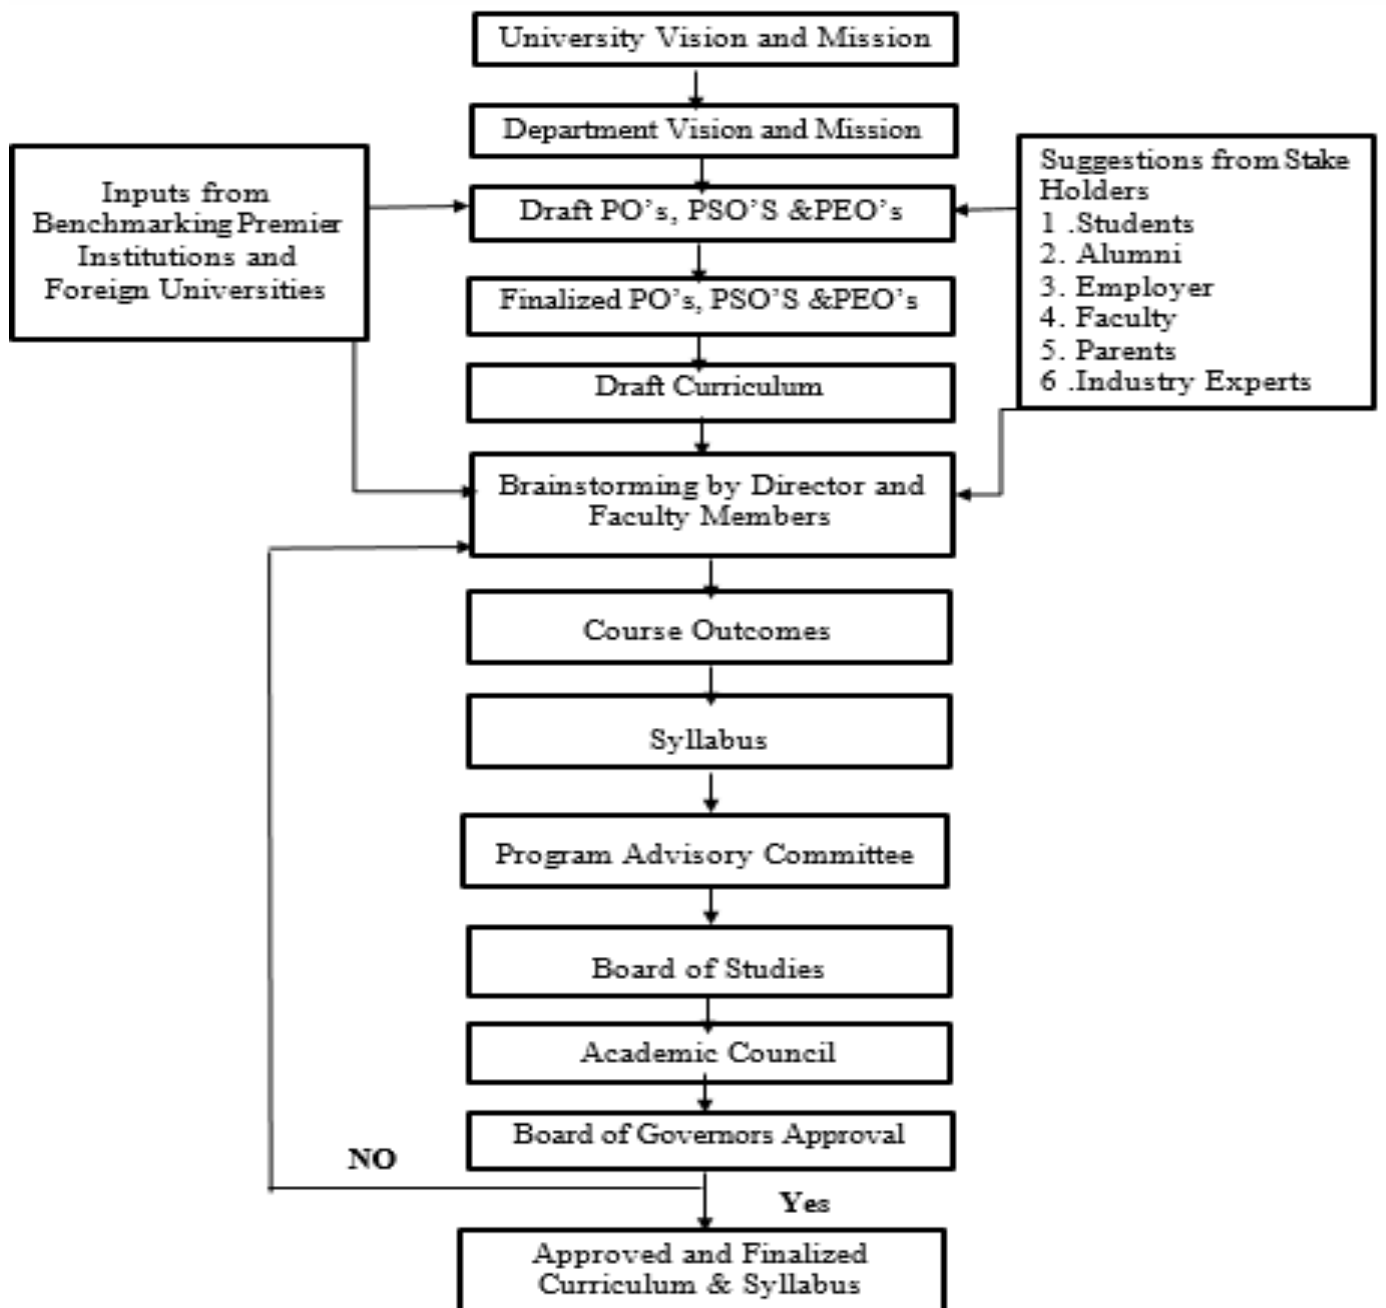 University Vision and Mission
Department Vision and Mission
Inputs from
Benchmarking Premier
Institutions and
Foreign Universities
Suggestions from Stake
Holders
1 .Students
2. Alumni
3. Employer
4. Faculty
5. Parents
6 .Industry Experts
Draft PO's, PSO'S &PEO's
Finalized PO's, PSO'S &PEO's
Draft Curriculum
Brainstorming by Director and
Faculty Members
Course Outcomes
Syllabus
Program Advisory Committee
Board of Studies
Academic Council
Board of Governors Approval
NO
Yes
Approved and Finalized
Curriculum & Syllabus